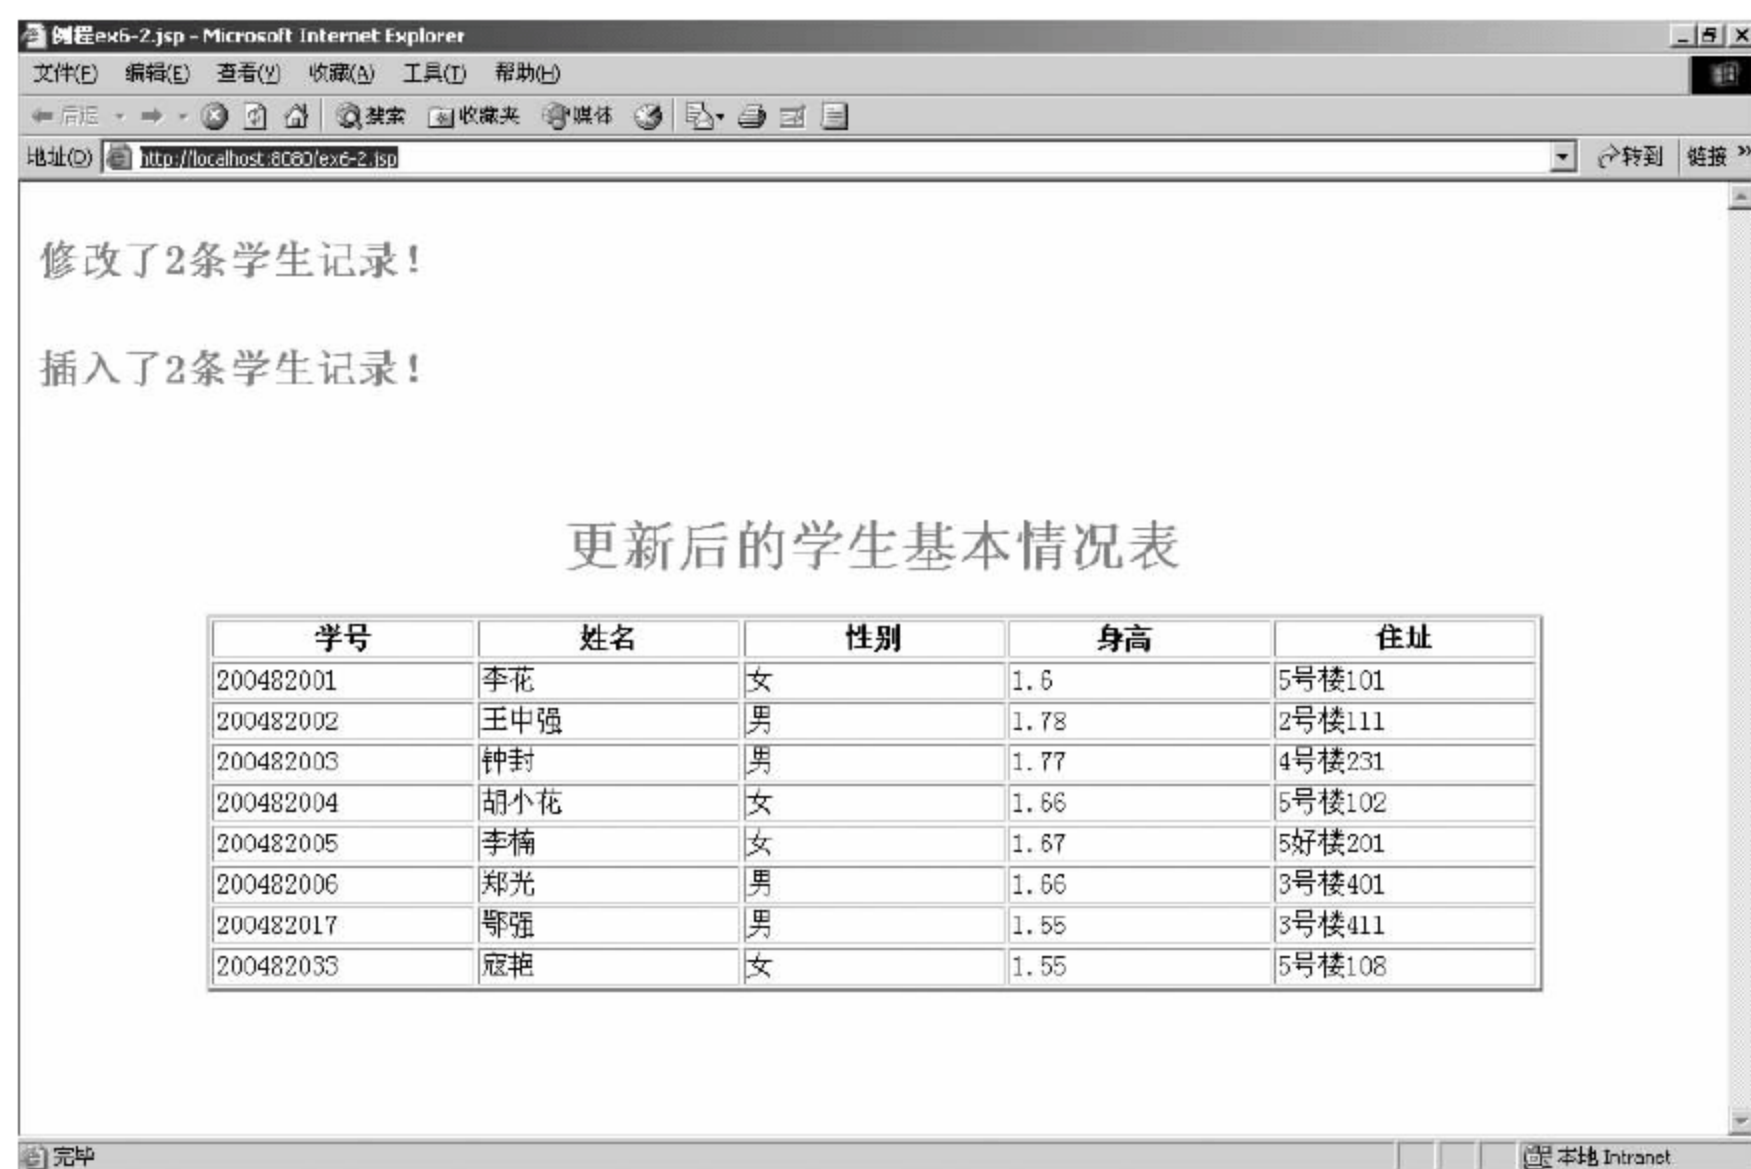 例程ex6-2.jsp - Microsoft Internet Explorer
文件(F) 编辑(E) 查看(V) 收藏(A) 工具(T) 帮助(H)
后退 搜索 收藏夹 媒体
地址(D) http://localhost:8080/ex6-2.jsp 转到 链接 »
修改了2条学生记录!
插入了2条学生记录!
更新后的学生基本情况表
学号 姓名 性别 身高 住址
200482001 李花 女 1.6 5号楼101
200482002 王中强 男 1.78 2号楼111
200482003 钟封 男 1.77 4号楼231
200482004 胡小花 女 1.66 5号楼102
200482005 李楠 女 1.67 5好楼201
200482006 郑光 男 1.66 3号楼401
200482017 鄂强 男 1.55 3号楼411
200482033 寇艳 女 1.55 5号楼108
完毕 本地 Intranet